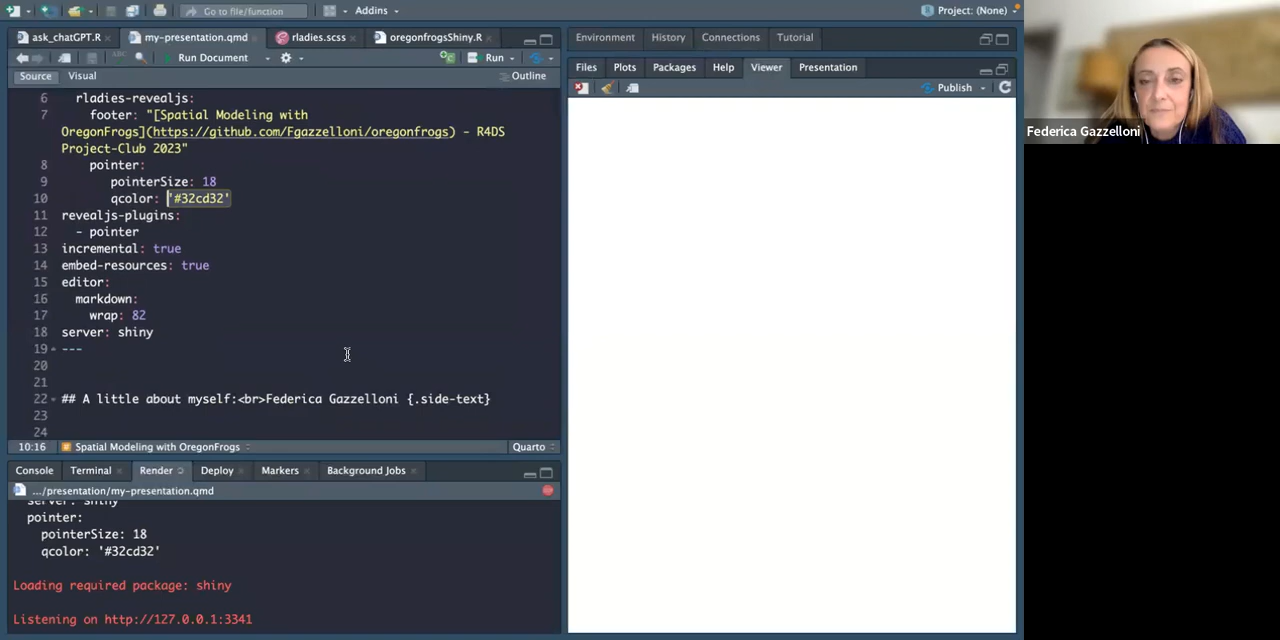 Go to file/function
Addins
Project: (None)
ask_chatGPT.R
my-presentation.qmd
rladies.scss
oregonfrogsShiny.R
Run Document
Run
Source
Visual
Outline
6 rladies-revealjs:
7 footer: "[Spatial Modeling with
OregonFrogs](https://github.com/Fgazzelloni/oregonfrogs) - R4DS
Project-Club 2023"
8 pointer:
9 pointerSize: 18
10 qcolor: '#32cd32'
11 revealjs-plugins:
12 - pointer
13 incremental: true
14 embed-resources: true
15 editor:
16 markdown:
17 wrap: 82
18 server: shiny
19 ---
20
21
22 ## A little about myself:<br>Federica Gazzelloni {.side-text}
23
24
10:16
Spatial Modeling with OregonFrogs
Quarto
Console
Terminal
Render
Deploy
Markers
Background Jobs
.../presentation/my-presentation.qmd
server: shiny
pointer:
pointerSize: 18
qcolor: '#32cd32'
Loading required package: shiny
Listening on http://127.0.0.1:3341
Environment
History
Connections
Tutorial
Files
Plots
Packages
Help
Viewer
Presentation
Publish
Federica Gazzelloni